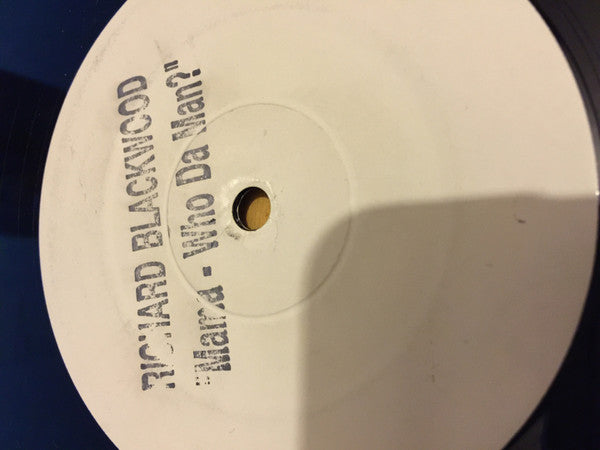 RICHARD BLACKWOOD
"Mama - Who Da Man?"